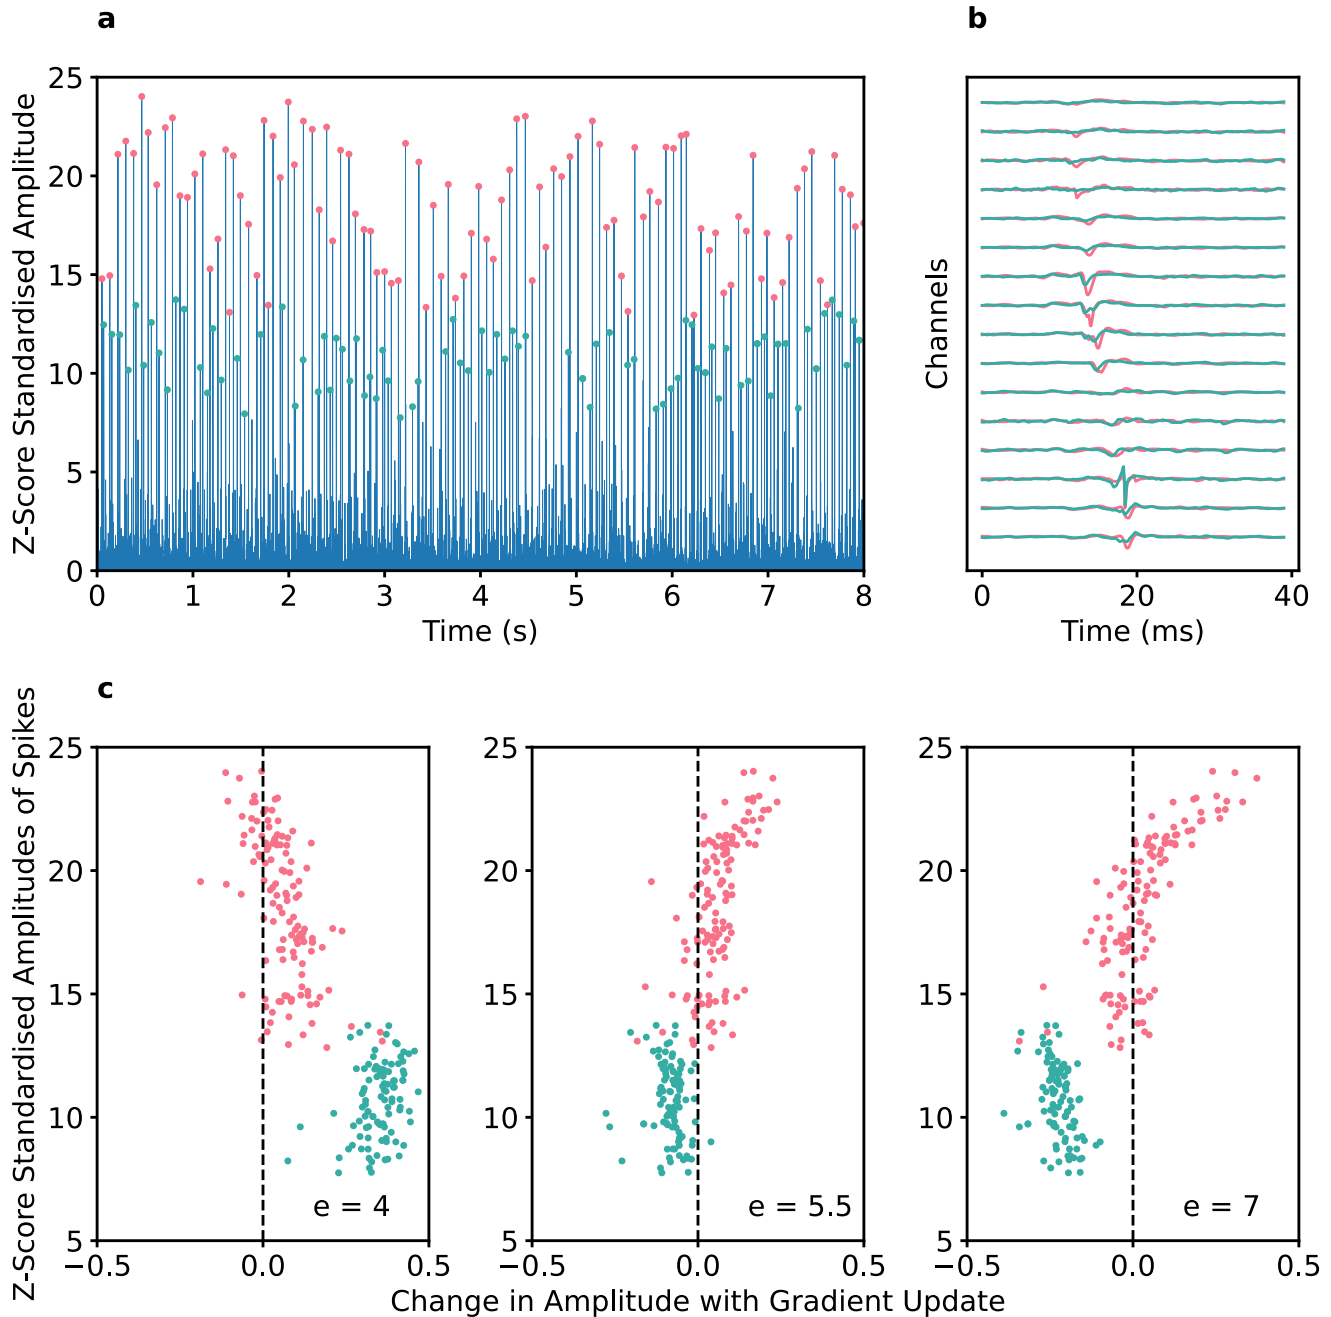 a
b
Z-Score Standardised Amplitude
25
20
15
10
5
0
0 1 2 3 4 5 6 7 8
Time (s)
Channels
0 20 40
Time (ms)
c
Z-Score Standardised Amplitudes of Spikes
25
20
15
10
5
−0.5 0.0 0.5
e = 4
25
20
15
10
5
−0.5 0.0 0.5
e = 5.5
25
20
15
10
5
−0.5 0.0 0.5
e = 7
Change in Amplitude with Gradient Update